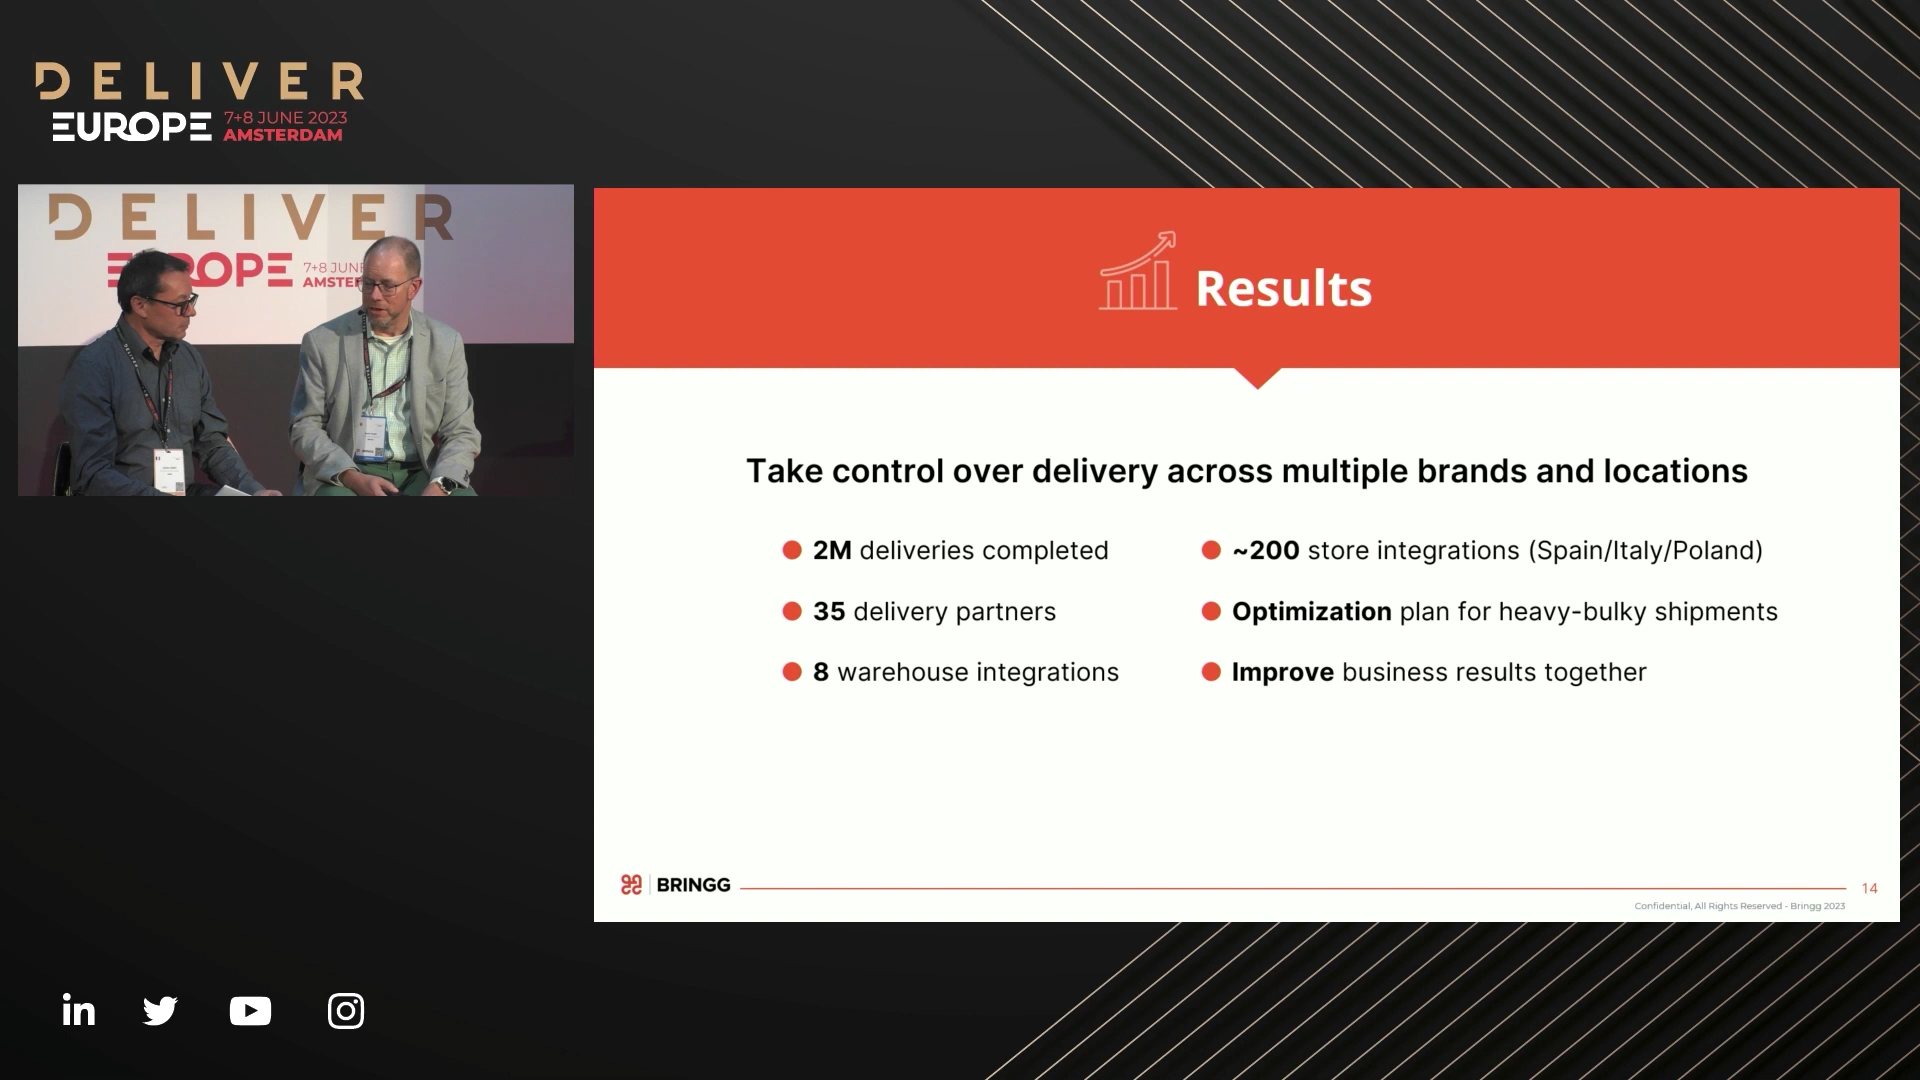 DELIVER
EUROPE 7+8 JUNE 2023
AMSTERDAM
DELIVER
7+8 JUNE
Results
Take control over delivery across multiple brands and locations
2M deliveries completed
35 delivery partners
8 warehouse integrations
~200 store integrations (Spain/Italy/Poland)
Optimization plan for heavy-bulky shipments
Improve business results together
BRINGG
14
Confidential, All Rights Reserved - Bringg 2023
in